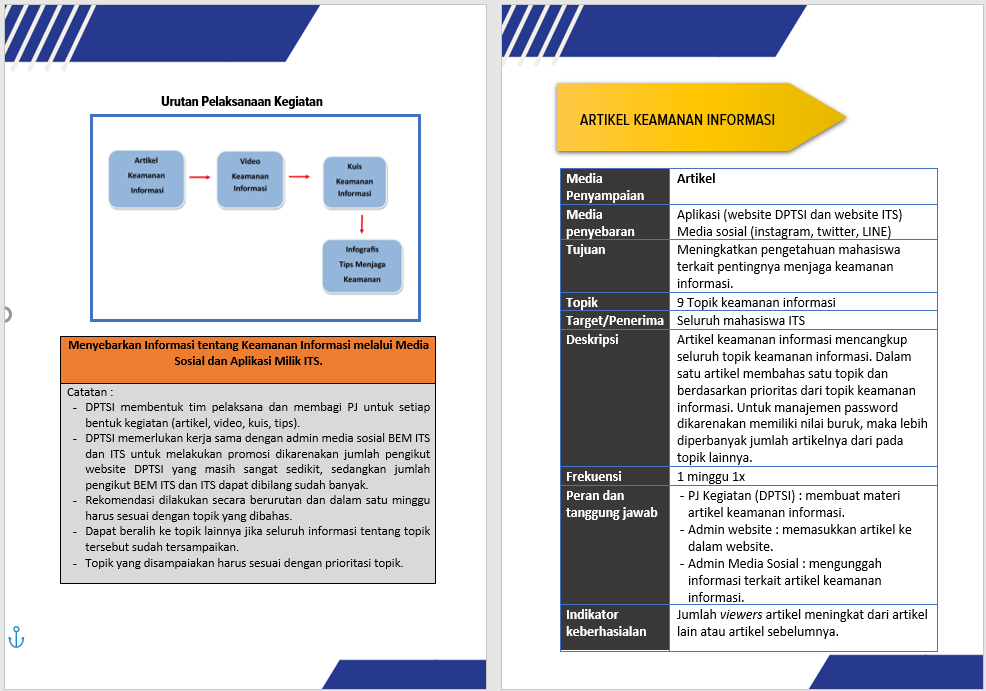 Urutan Pelaksanaan Kegiatan
Artikel
Keamanan
Informasi
Video
Keamanan
Informasi
Kuis
Keamanan
Informasi
Infografis
Tips Menjaga
Keamanan
Menyebarkan Informasi tentang Keamanan Informasi melalui Media
Sosial dan Aplikasi Milik ITS.
Catatan :
- DPTSI membentuk tim pelaksana dan membagi PJ untuk setiap
bentuk kegiatan (artikel, video, kuis, tips).
- DPTSI memerlukan kerja sama dengan admin media sosial BEM ITS
dan ITS untuk melakukan promosi dikarenakan jumlah pengikut
website DPTSI yang masih sangat sedikit, sedangkan jumlah
pengikut BEM ITS dan ITS dapat dibilang sudah banyak.
- Rekomendasi dilakukan secara berurutan dan dalam satu minggu
harus sesuai dengan topik yang dibahas.
- Dapat beralih ke topik lainnya jika seluruh informasi tentang topik
tersebut sudah tersampaikan.
- Topik yang disampaiakan harus sesuai dengan prioritasi topik.
ARTIKEL KEAMANAN INFORMASI
Media
Penyampaian
Artikel
Media
penyebaran
Aplikasi (website DPTSI dan website ITS)
Media sosial (instagram, twitter, LINE)
Tujuan
Meningkatkan pengetahuan mahasiswa
terkait pentingnya menjaga keamanan
informasi.
Topik
9 Topik keamanan informasi
Target/Penerima
Seluruh mahasiswa ITS
Deskripsi
Artikel keamanan informasi mencangkup
seluruh topik keamanan informasi. Dalam
satu artikel membahas satu topik dan
berdasarkan prioritas dari topik keamanan
informasi. Untuk manajemen password
dikarenakan memiliki nilai buruk, maka lebih
diperbanyak jumlah artikelnya dari pada
topik lainnya.
Frekuensi
1 minggu 1x
Peran dan
tanggung jawab
- PJ Kegiatan (DPTSI) : membuat materi
artikel keamanan informasi.
- Admin website : memasukkan artikel ke
dalam website.
- Admin Media Sosial : mengunggah
informasi terkait artikel keamanan
informasi.
Indikator
keberhasialan
Jumlah viewers artikel meningkat dari artikel
lain atau artikel sebelumnya.